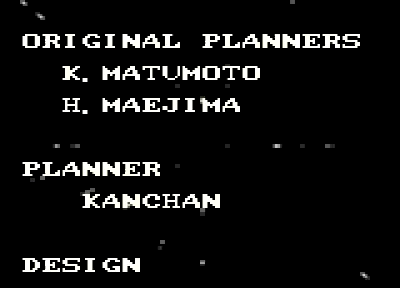 ORIGINAL PLANNERS
K. MATUMOTO
H. MAEJIMA
PLANNER
KANCHAN
DESIGN